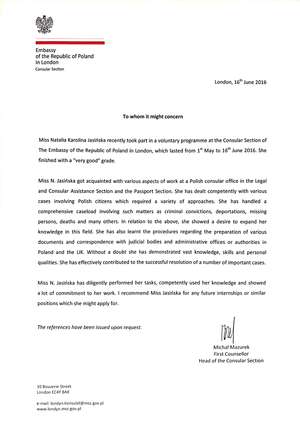 Embassy
of the Republic of Poland
in London
Consular Section
London, 16th June 2016
To whom it might concern
Miss Natalia Karolina Jasińska recently took part in a voluntary programme at the Consular Section of
The Embassy of the Republic of Poland in London, which lasted from 1st May to 16th June 2016. She
finished with a "very good" grade.
Miss N. Jasińska got acquainted with various aspects of work at a Polish consular office in the Legal
and Consular Assistance Section and the Passport Section. She has dealt competently with various
cases involving Polish citizens which required a variety of approaches. She has handled a
comprehensive caseload involving such matters as criminal convictions, deportations, missing
persons, deaths and many others. In relation to the above, she showed a desire to expand her
knowledge in this field. She has also learnt the procedures regarding the preparation of various
documents and correspondence with judicial bodies and administrative offices or authorities in
Poland and the UK. Without a doubt she has demonstrated vast knowledge, skills and personal
qualities. She has effectively contributed to the successful resolution of a number of important cases.
Miss N. Jasińska has diligently performed her tasks, competently used her knowledge and showed
a lot of commitment to her work. I recommend Miss Jasińska for any future internships or similar
positions which she might apply for.
The references have been issued upon request.
Michał Mazurek
First Counsellor
Head of the Consular Section
10 Bouverie Street
London EC4Y 8AX
e-mail: londyn.konsulat@msz.gov.pl
www.londyn.msz.gov.pl